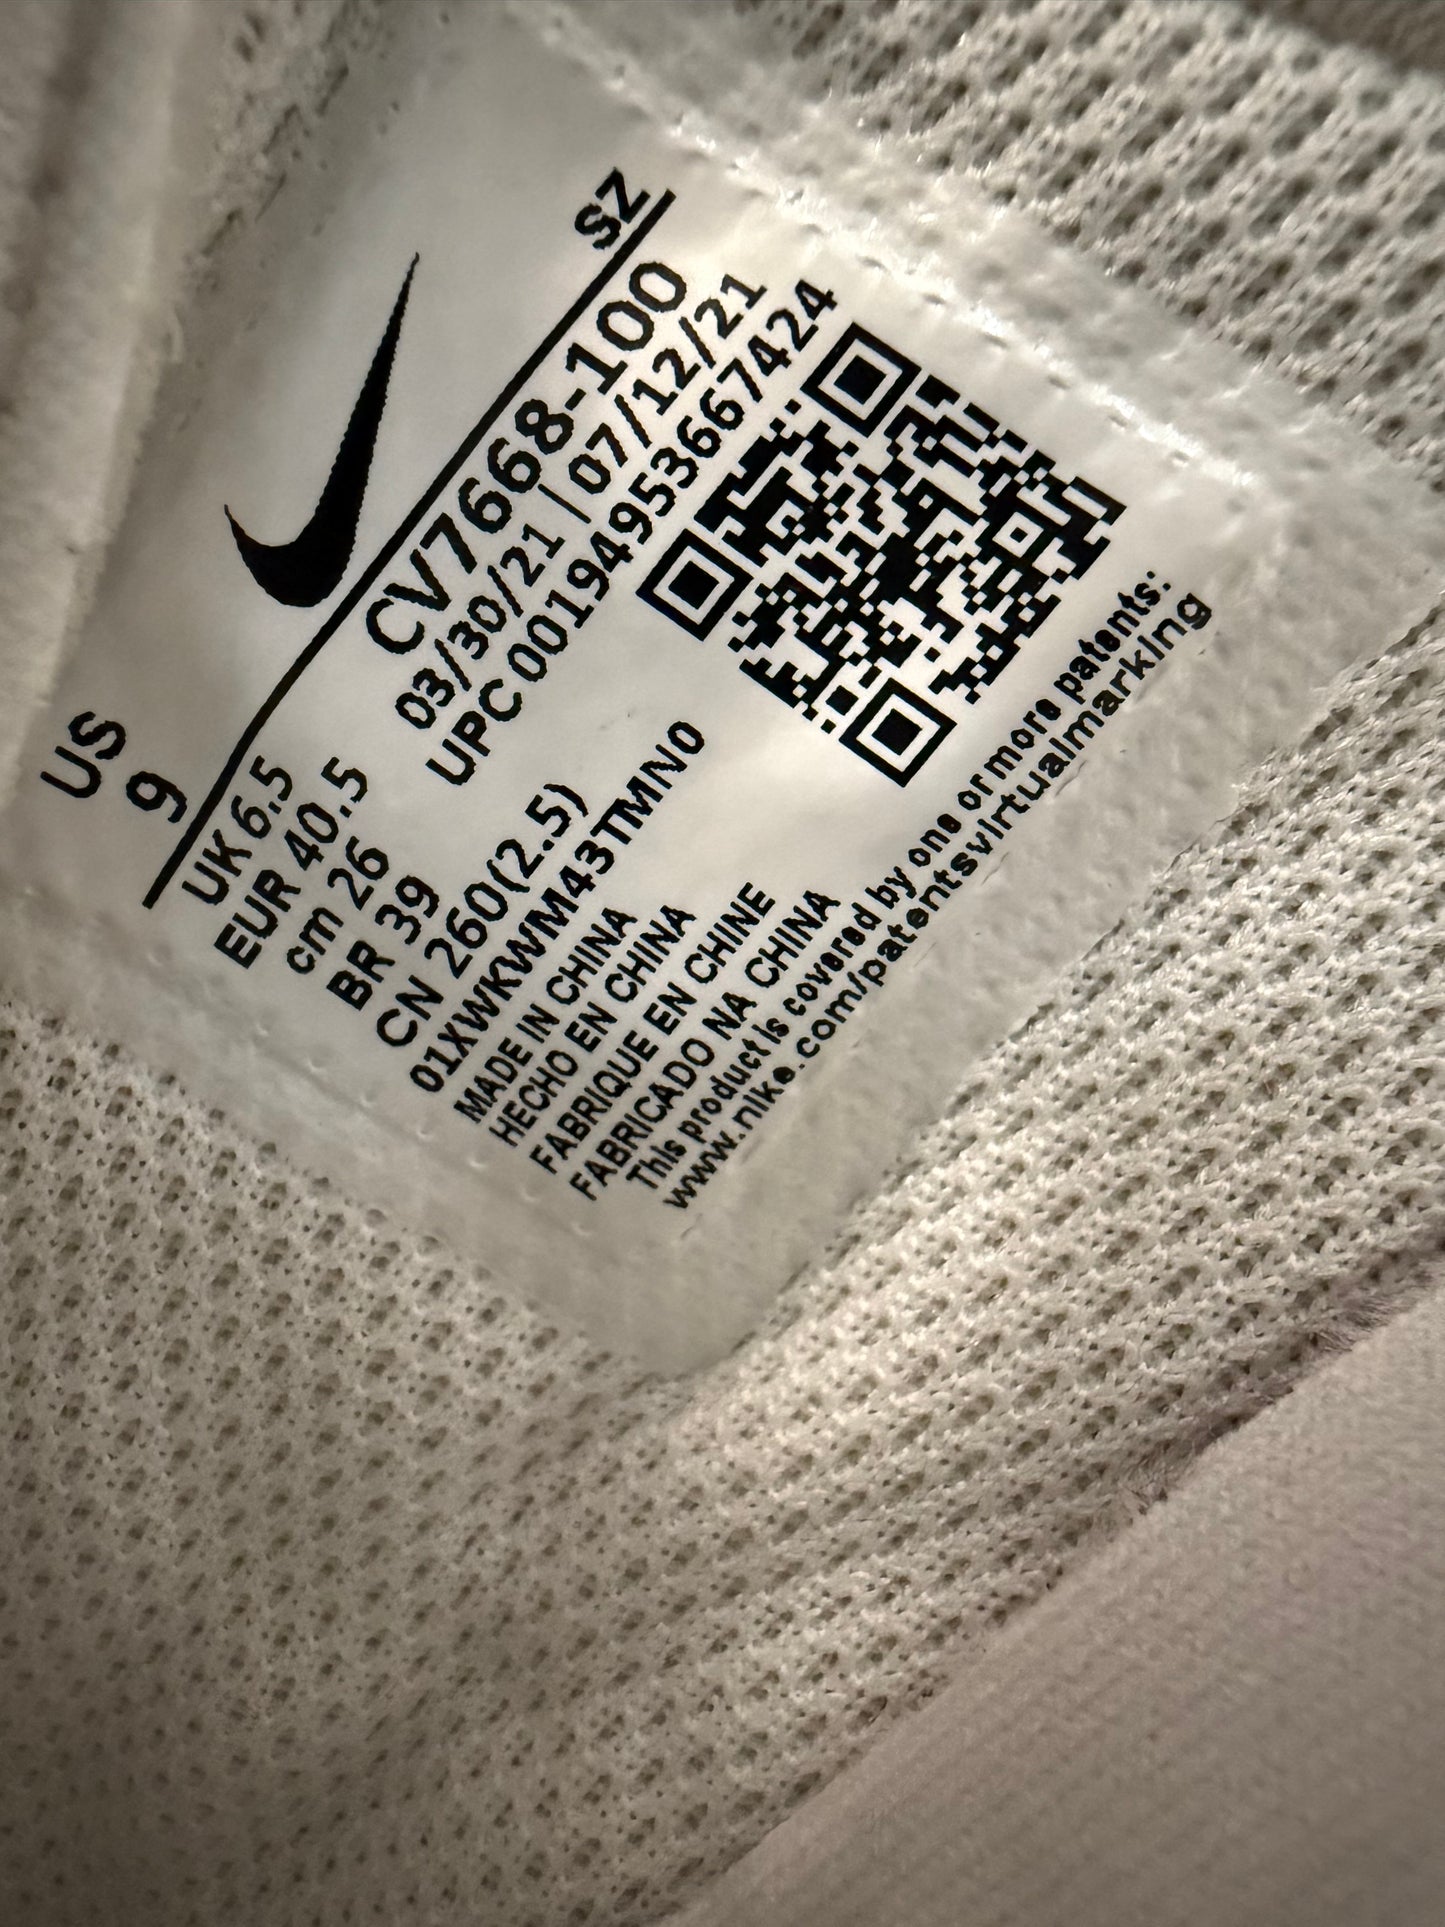 US
9
SZ
UK 6.5
EUR 40.5
cm 26
BR 39
CN 260(2.5)
CV7668-100
03/30/21 | 07/12/21
UPC 00194953667424
01XWKWM43TMN0
MADE IN CHINA
HECHO EN CHINA
FABRIQUE EN CHINE
FABRICADO NA CHINA
This product is covered by one or more patents:
www.nike.com/patentsvirtualmarking